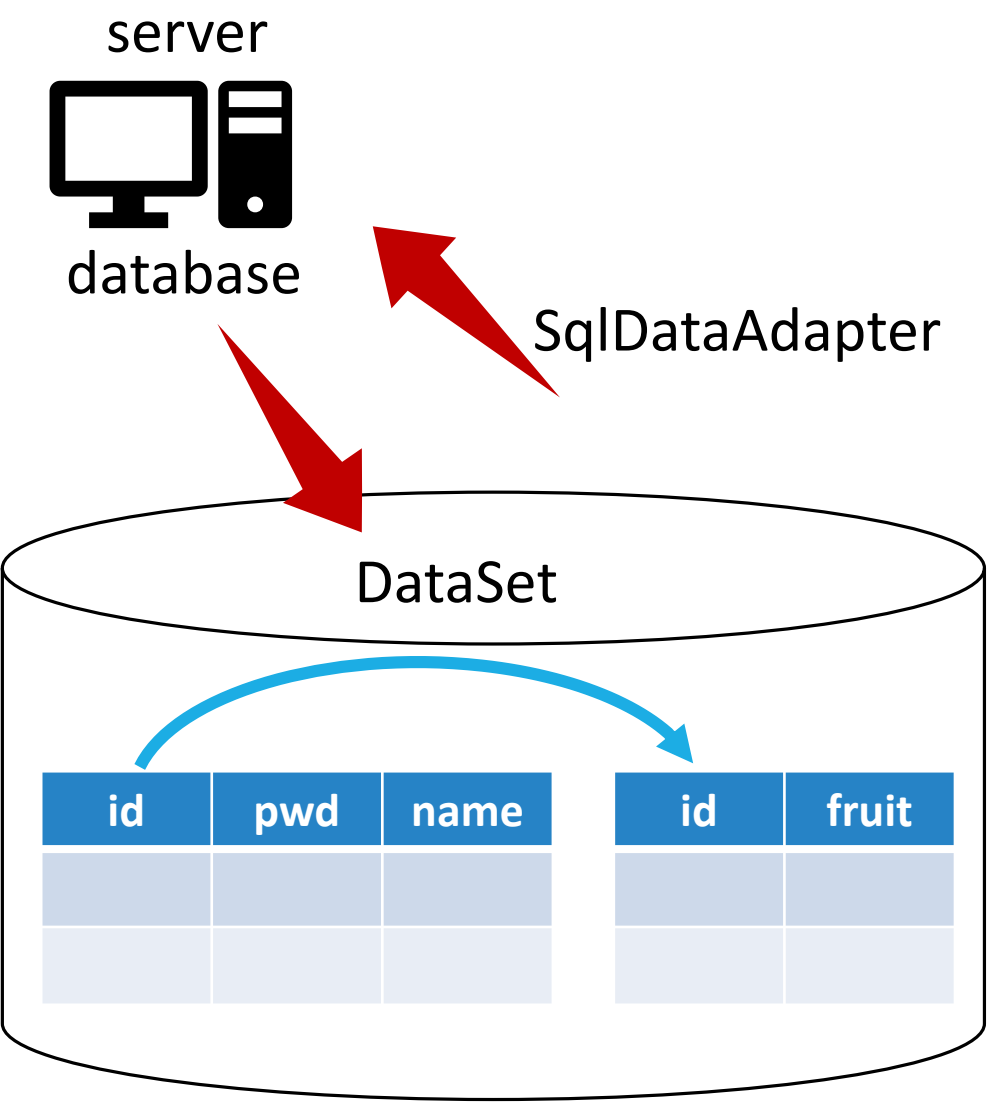 server
database
SqlDataAdapter
DataSet
id pwd name
id fruit